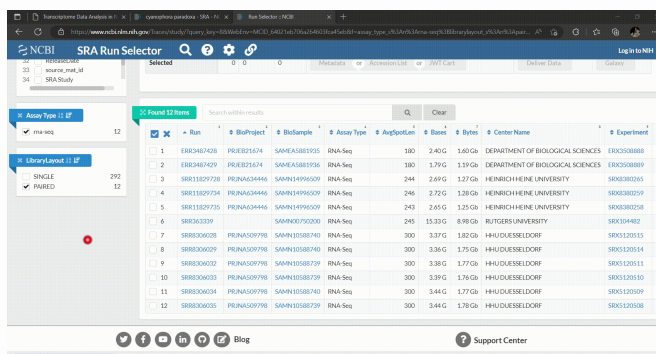 Transcriptome Data Analysis in R
cyanophora paradoxa - SRA - NC
Run Selector :: NCBI
https://www.ncbi.nlm.nih.gov/Traces/study/?query_key=8&WebEnv=MCID_64021eb706a264603fca45eb&f=assay_type_s%3An%3Arna-seq%3Blibrarylayout_s%3An%3Apair...
NCBI SRA Run Selector
Log in to NIH
32 ReleaseDate
33 source_mat_id
34 SRA Study
Selected 0 0 0 Metadata or Accession List or JWT Cart Deliver Data Galaxy
Assay Type
rna-seq 12
LibraryLayout
SINGLE 292
PAIRED 12
Found 12 Items Search within results Clear
Run BioProject BioSample Assay Type AvgSpotLen Bases Bytes Center Name Experiment
1 ERR3487428 PRJEB21674 SAMEA5881935 RNA-Seq 180 2.40 G 1.60 Gb DEPARTMENT OF BIOLOGICAL SCIENCES ERX3508888
2 ERR3487429 PRJEB21674 SAMEA5881936 RNA-Seq 180 1.79 G 1.19 Gb DEPARTMENT OF BIOLOGICAL SCIENCES ERX3508889
3 SRR11829728 PRJNA634446 SAMN14996509 RNA-Seq 244 2.69 G 1.27 Gb HEINRICH HEINE UNIVERSITY SRX8380265
4 SRR11829734 PRJNA634446 SAMN14996509 RNA-Seq 246 2.72 G 1.28 Gb HEINRICH HEINE UNIVERSITY SRX8380259
5 SRR11829735 PRJNA634446 SAMN14996509 RNA-Seq 243 2.65 G 1.25 Gb HEINRICH HEINE UNIVERSITY SRX8380258
6 SRR363339 SAMN00750200 RNA-Seq 245 15.33 G 8.98 Gb RUTGERS UNIVERSITY SRX104482
7 SRR8306028 PRJNA509798 SAMN10588740 RNA-Seq 300 3.37 G 1.82 Gb HHU DUESSELDORF SRX5120515
8 SRR8306029 PRJNA509798 SAMN10588740 RNA-Seq 300 3.36 G 1.75 Gb HHU DUESSELDORF SRX5120514
9 SRR8306032 PRJNA509798 SAMN10588739 RNA-Seq 300 3.38 G 1.77 Gb HHU DUESSELDORF SRX5120511
10 SRR8306033 PRJNA509798 SAMN10588739 RNA-Seq 300 3.39 G 1.76 Gb HHU DUESSELDORF SRX5120510
11 SRR8306034 PRJNA509798 SAMN10588740 RNA-Seq 300 3.44 G 1.77 Gb HHU DUESSELDORF SRX5120509
12 SRR8306035 PRJNA509798 SAMN10588739 RNA-Seq 300 3.44 G 1.78 Gb HHU DUESSELDORF SRX5120508
Blog
Support Center